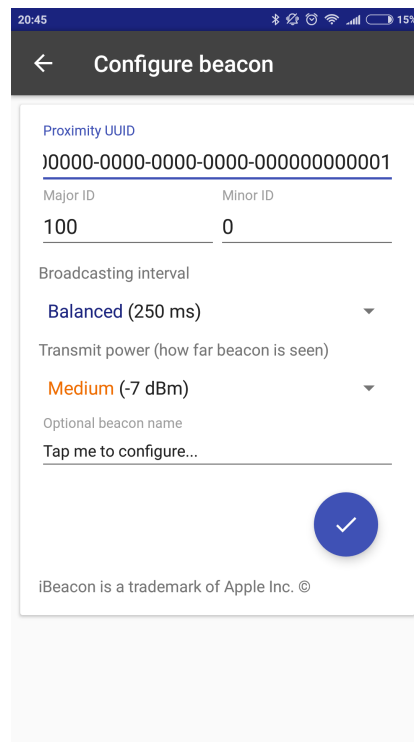 20:45 15%
Configure beacon
Proximity UUID
00000-0000-0000-0000-000000000001
Major ID Minor ID
100 0
Broadcasting interval
Balanced (250 ms)
Transmit power (how far beacon is seen)
Medium (-7 dBm)
Optional beacon name
Tap me to configure...
iBeacon is a trademark of Apple Inc. ©